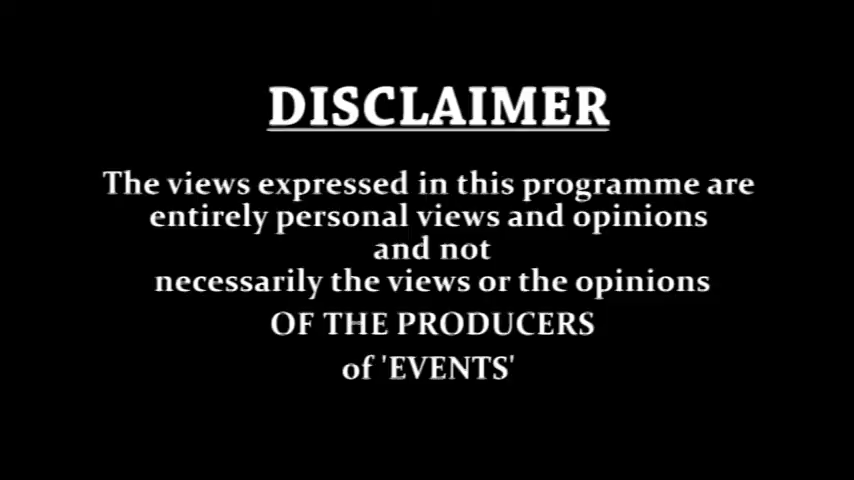 DISCLAIMER
The views expressed in this programme are
entirely personal views and opinions
and not
necessarily the views or the opinions
OF THE PRODUCERS
of 'EVENTS'